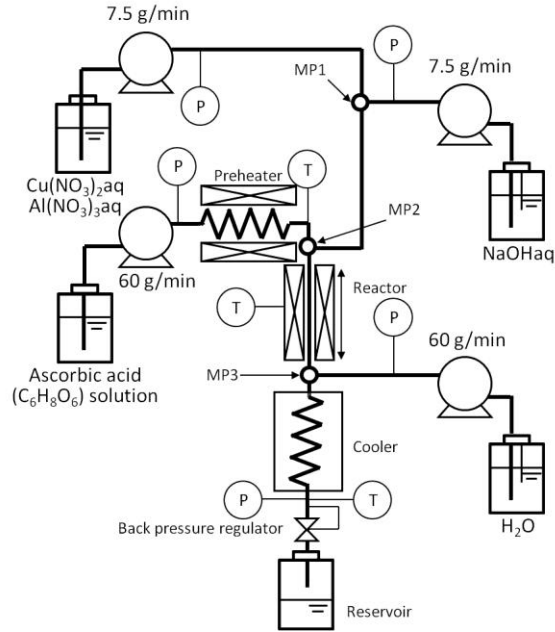 7.5 g/min
P
MP1
7.5 g/min
P
Cu(NO3)2aq
Al(NO3)3aq
P
Preheater
T
MP2
NaOHaq
60 g/min
Reactor
T
P
60 g/min
Ascorbic acid
(C6H8O6) solution
MP3
Cooler
P
T
H2O
Back pressure regulator
Reservoir